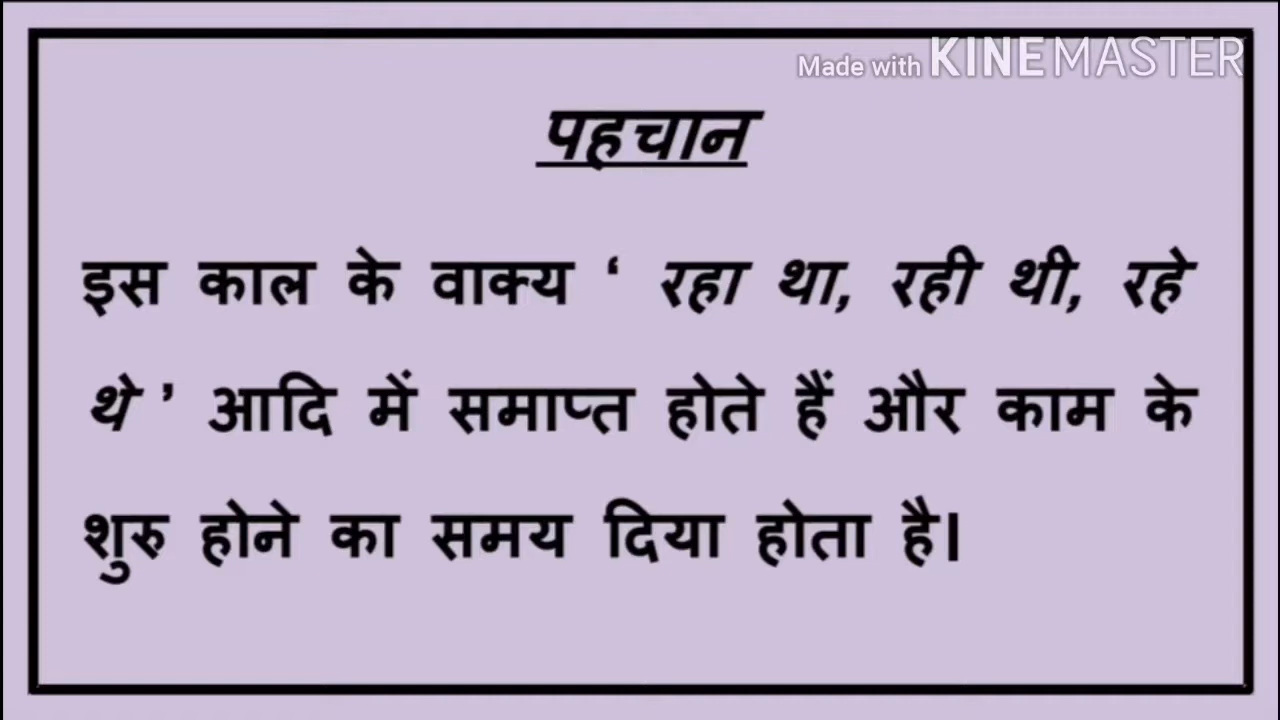 Made with KINEMASTER
पहचान
इस काल के वाक्य ‘ रहा था, रही थी, रहे
थे ’ आदि में समाप्त होते हैं और काम के
शुरु होने का समय दिया होता है।